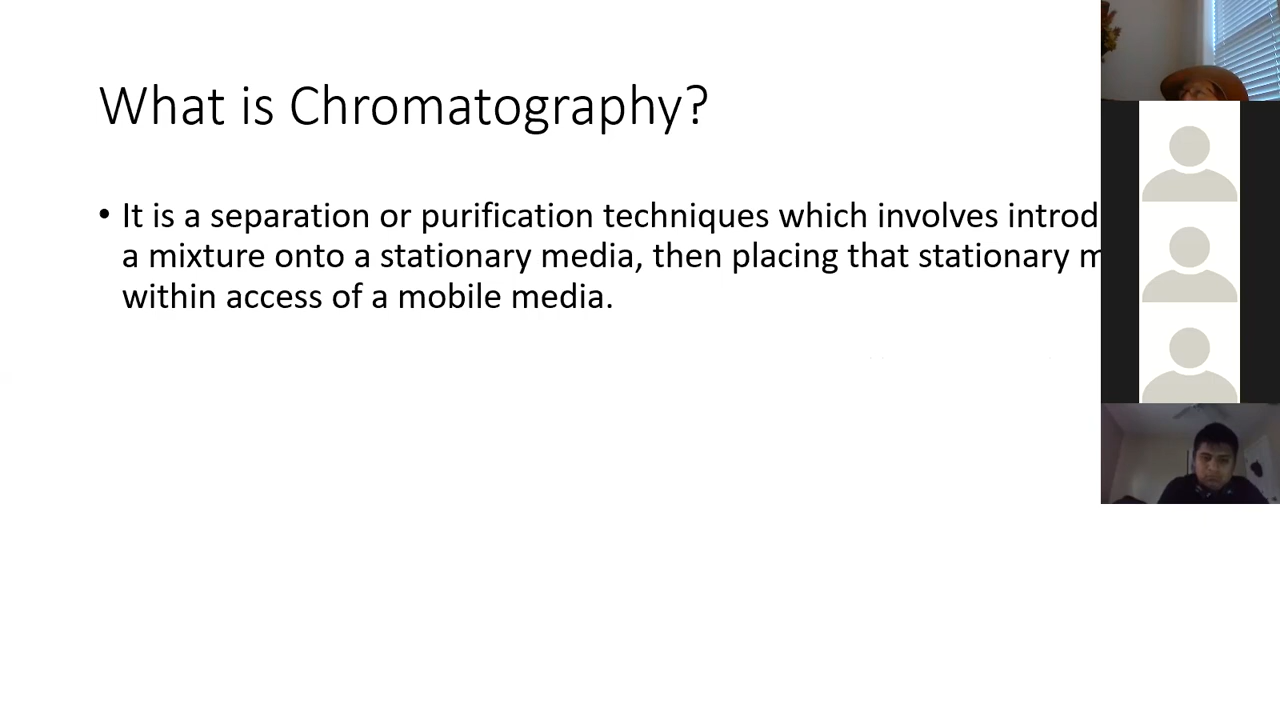 What is Chromatography?
• It is a separation or purification techniques which involves introd
a mixture onto a stationary media, then placing that stationary m
within access of a mobile media.